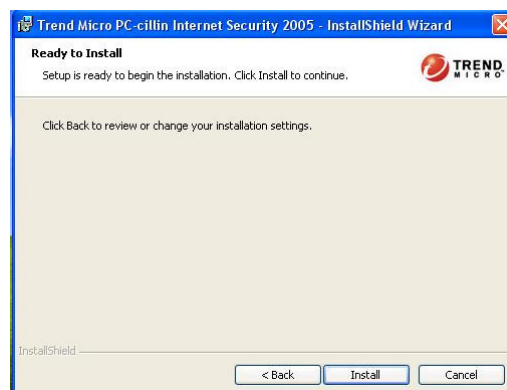 Trend Micro PC-cillin Internet Security 2005 - InstallShield Wizard
Ready to Install
Setup is ready to begin the installation. Click Install to continue.
TREND
MICRO
Click Back to review or change your installation settings.
InstallShield
< Back Install Cancel